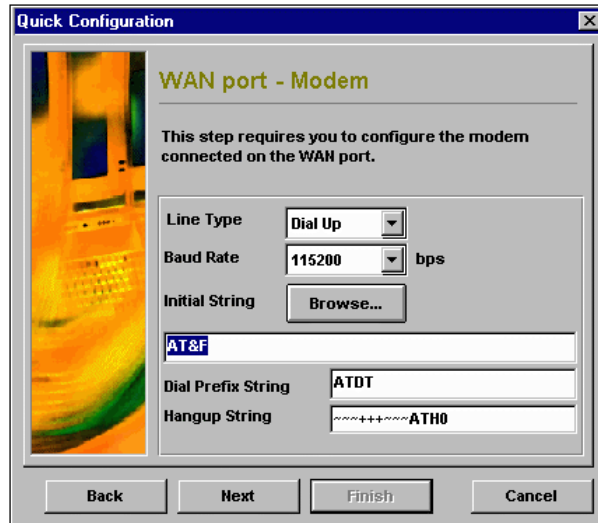 Quick Configuration
WAN port - Modem
This step requires you to configure the modem
connected on the WAN port.
Line Type Dial Up
Baud Rate 115200 bps
Initial String Browse...
AT&F
Dial Prefix String ATDT
Hangup String ~~~+++~~~ATH0
Back Next Finish Cancel